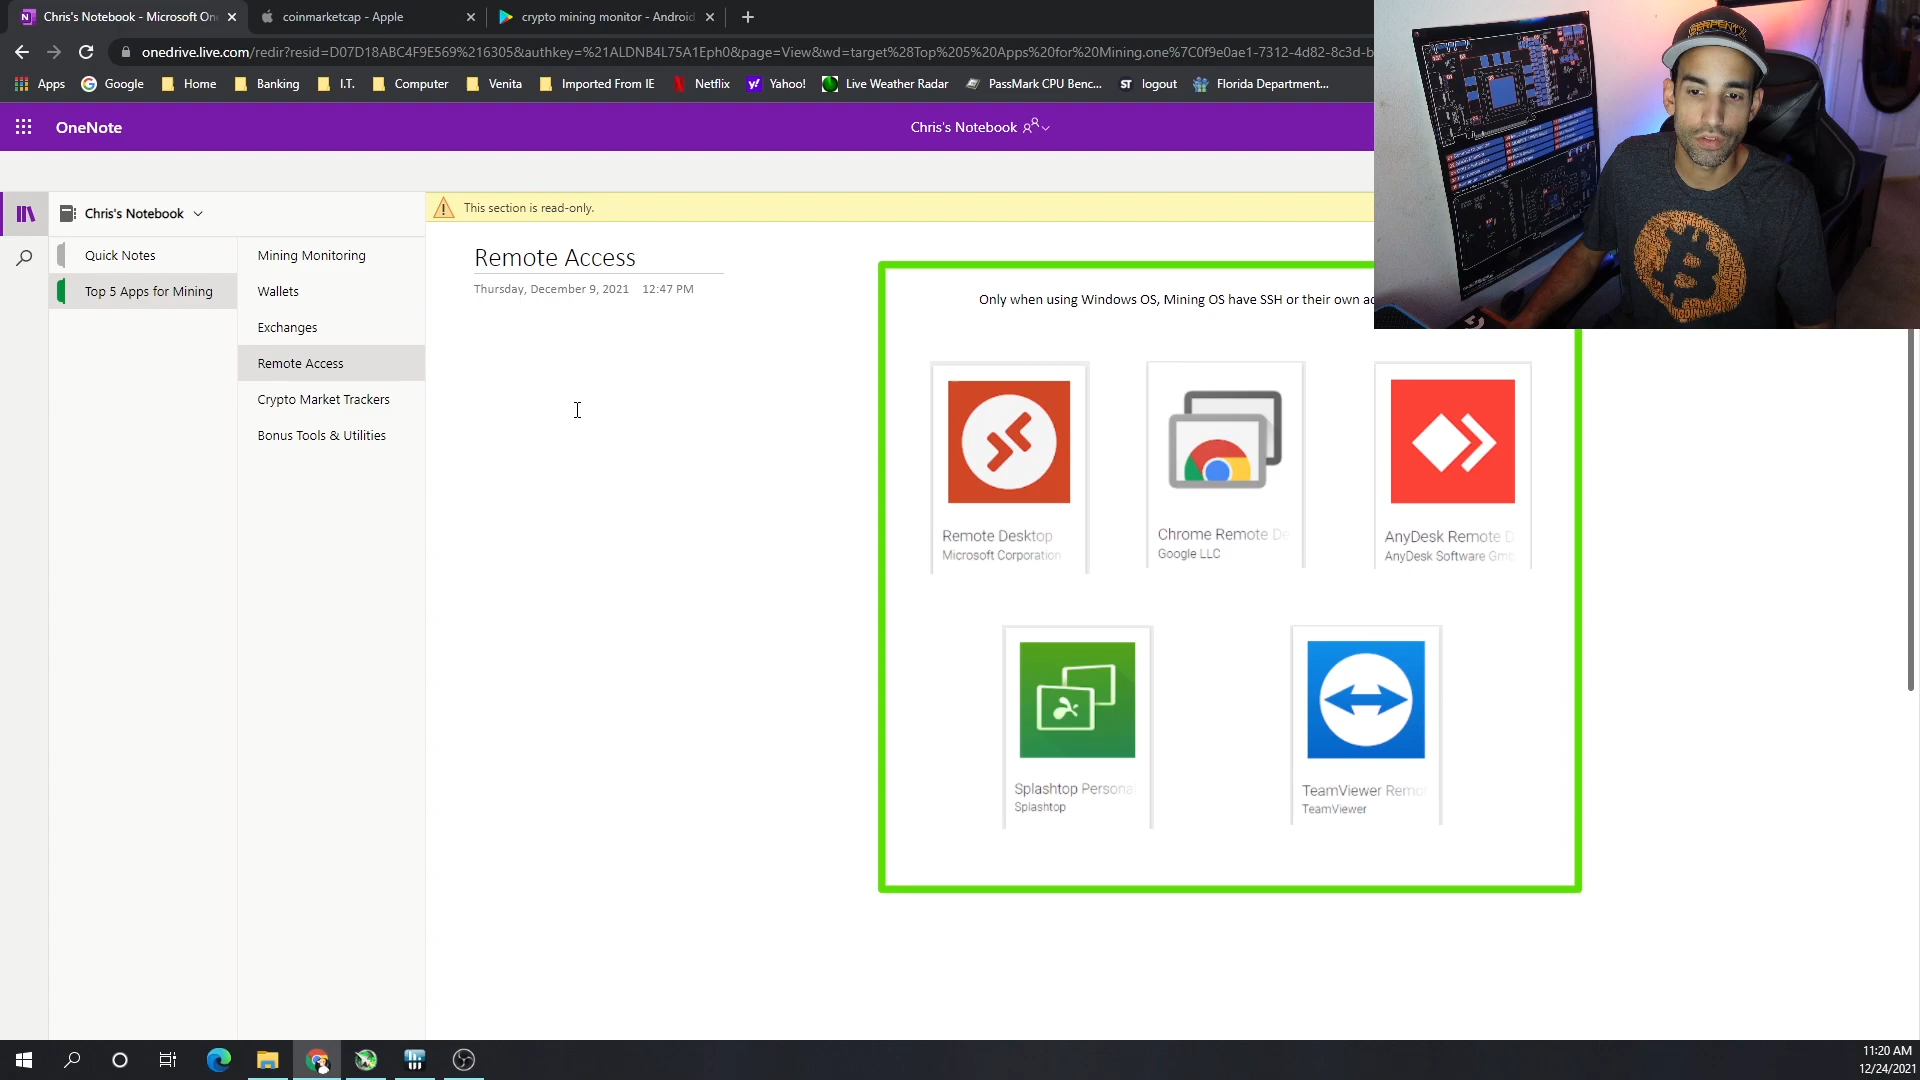 Chris's Notebook - Microsoft On
coinmarketcap - Apple
crypto mining monitor - Android
onedrive.live.com/redir?resid=D07D18ABC4F9E569%216305&authkey=%21ALDNB4L75A1Eph0&page=View&wd=target%28Top%205%20Apps%20for%20Mining.one%7C0f9e0ae1-7312-4d82-8c3d-b
Apps
Google
Home
Banking
I.T.
Computer
Venita
Imported From IE
Netflix
Yahoo!
Live Weather Radar
PassMark CPU Benc...
ST logout
Florida Department...
OneNote
Chris's Notebook
Chris's Notebook
This section is read-only.
Quick Notes
Top 5 Apps for Mining
Mining Monitoring
Wallets
Exchanges
Remote Access
Crypto Market Trackers
Bonus Tools & Utilities
Remote Access
Thursday, December 9, 2021 12:47 PM
Only when using Windows OS, Mining OS have SSH or their own ac
Remote Desktop
Microsoft Corporation
Chrome Remote De
Google LLC
AnyDesk Remote D
AnyDesk Software Gm
Splashtop Persona
Splashtop
TeamViewer Remo
TeamViewer
11:20 AM
12/24/2021